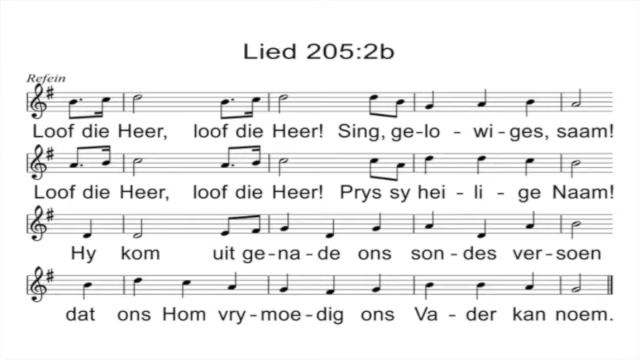 Lied 205:2b
Refein
Loof die Heer, loof die Heer! Sing, ge-lo-wi-ges, saam!
Loof die Heer, loof die Heer! Prys sy hei-li-ge Naam!
Hy kom uit ge-na-de ons son-des ver-soen
dat ons Hom vry-moe-dig ons Va-der kan noem.